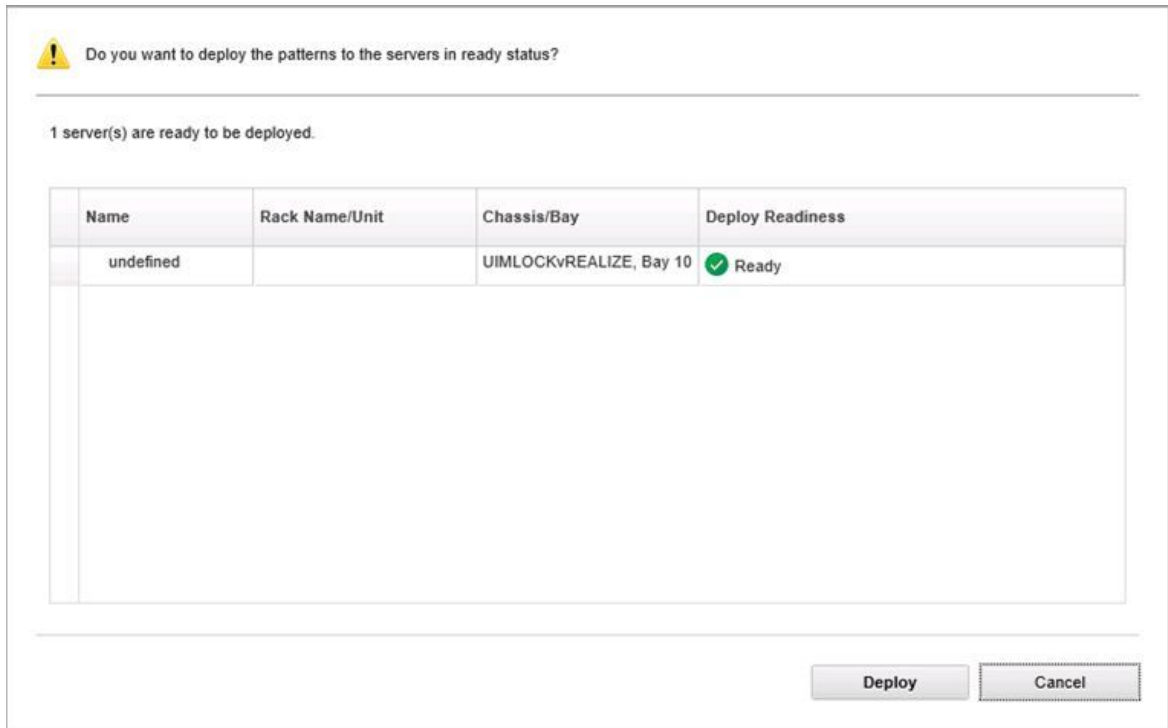 Do you want to deploy the patterns to the servers in ready status?
1 server(s) are ready to be deployed.
Name Rack Name/Unit Chassis/Bay Deploy Readiness
undefined UIMLOCKvREALIZE, Bay 10 Ready
Deploy Cancel